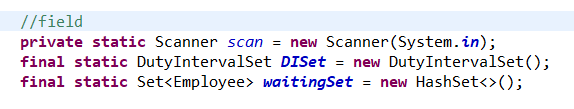 //field
private static Scanner scan = new Scanner(System.in);
final static DutyIntervalSet DISet = new DutyIntervalSet();
final static Set<Employee> waitingSet = new HashSet<>();